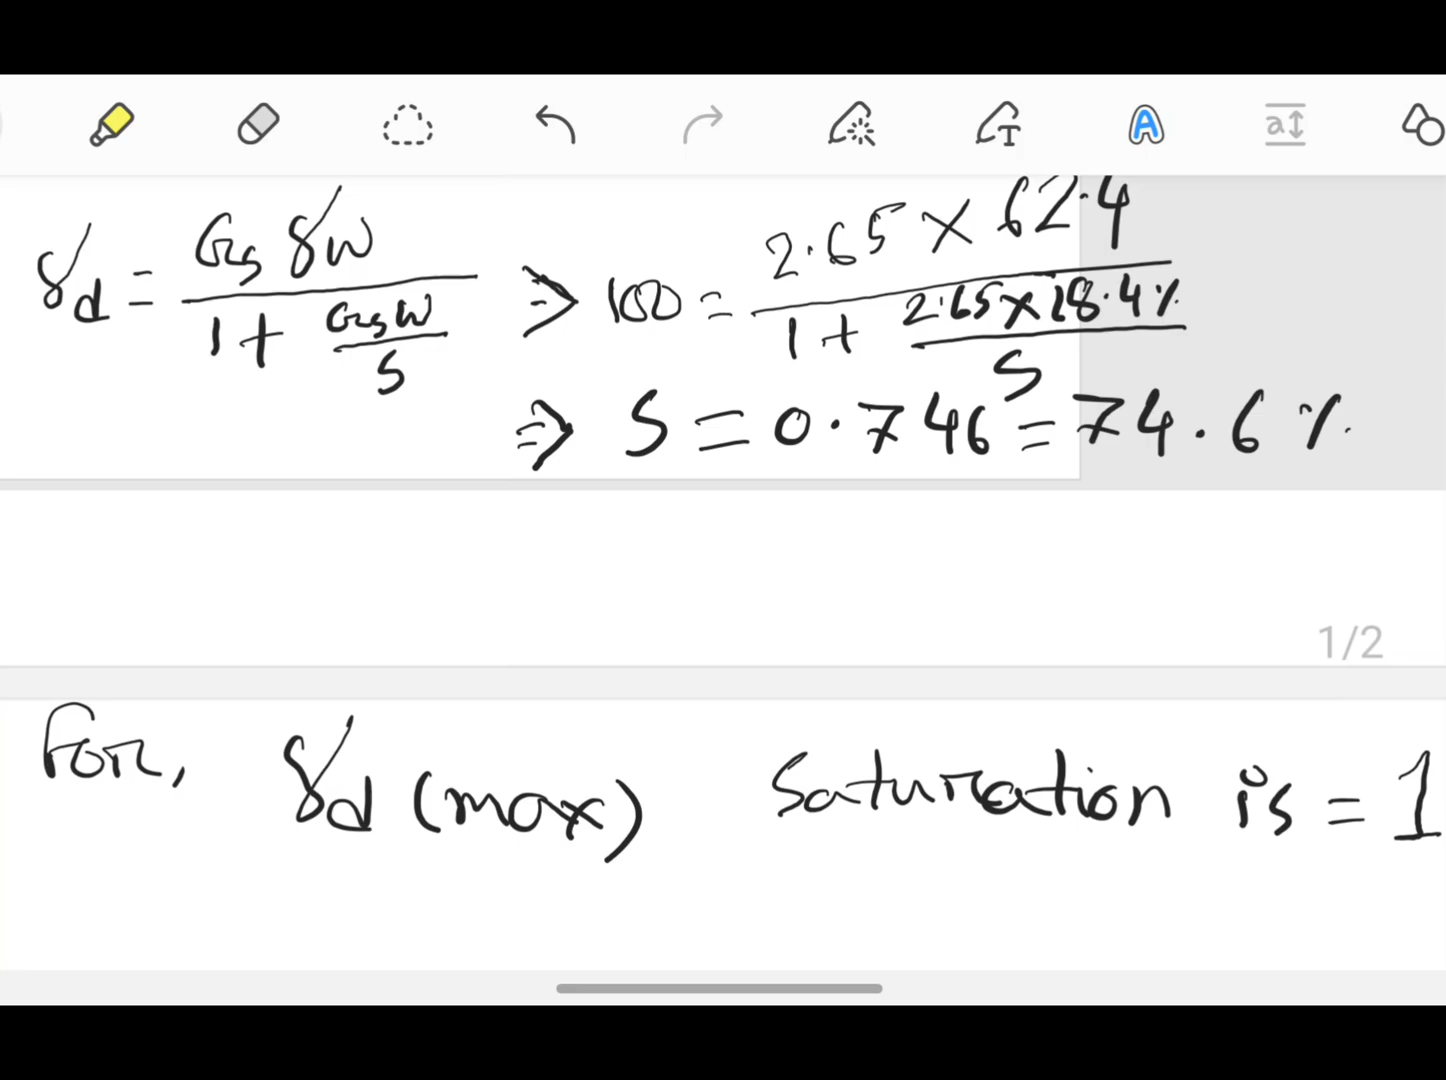 γd = Gs γw / (1 + Gs w / S) ⇒ 100 = 2.65 × 62.4 / (1 + 2.65 × 18.4% / S)
⇒ S = 0.746 = 74.6 %.
1/2
For, γd (max) Saturation is = 1